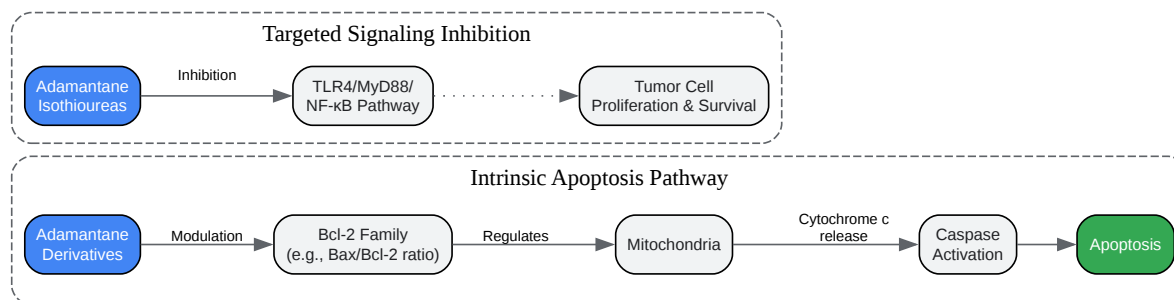 Targeted Signaling Inhibition
Adamantane
Isothioureas
Inhibition
TLR4/MyD88/
NF-κB Pathway
Tumor Cell
Proliferation & Survival
Intrinsic Apoptosis Pathway
Adamantane
Derivatives
Modulation
Bcl-2 Family
(e.g., Bax/Bcl-2 ratio)
Regulates
Mitochondria
Cytochrome c
release
Caspase
Activation
Apoptosis